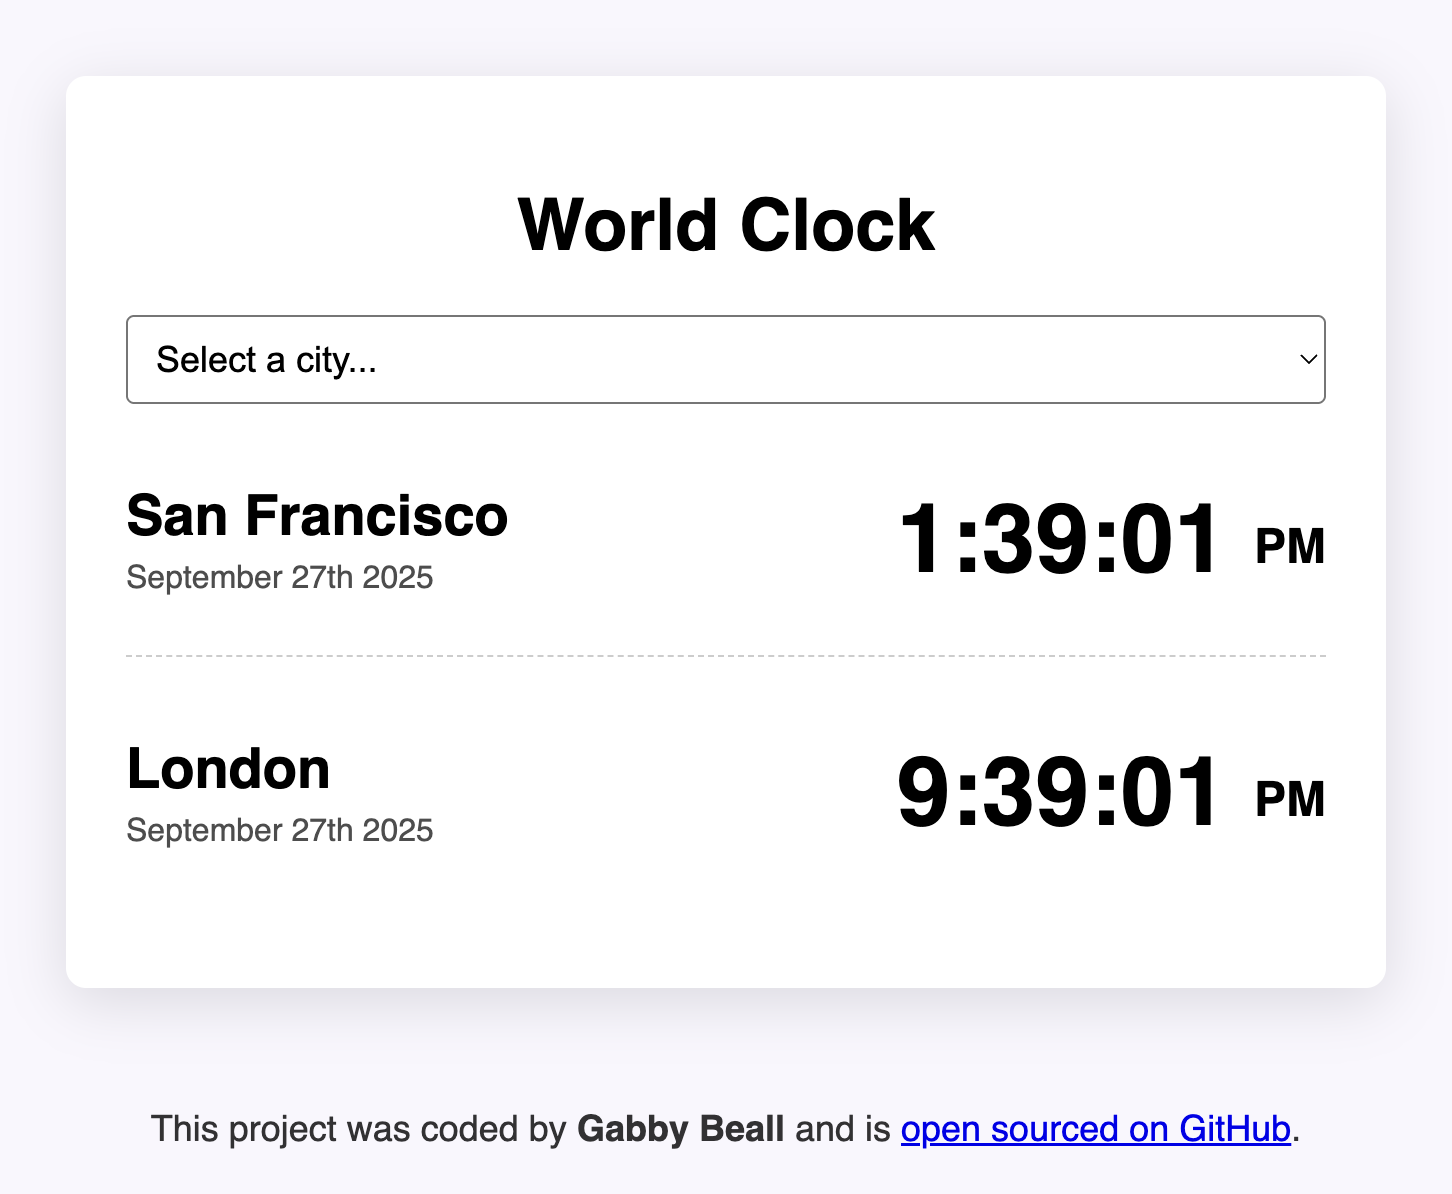 World Clock
Select a city...
San Francisco
September 27th 2025
1:39:01 PM
London
September 27th 2025
9:39:01 PM
This project was coded by Gabby Beall and is open sourced on GitHub.